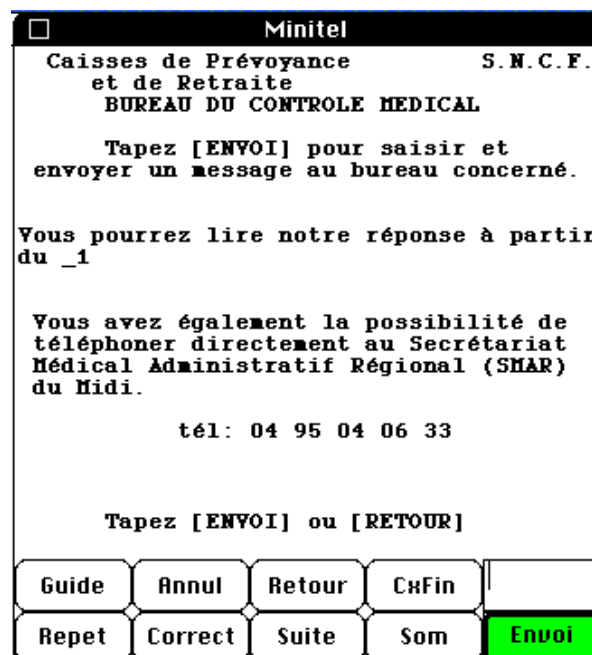 Minitel
Caisses de Prévoyance S.N.C.F.
et de Retraite
BUREAU DU CONTROLE MEDICAL
Tapez [ENVOI] pour saisir et
envoyer un message au bureau concerné.
Vous pourrez lire notre réponse à partir
du _1
Vous avez également la possibilité de
téléphoner directement au Secrétariat
Médical Administratif Régional (SMAR)
du Midi.
tél: 04 95 04 06 33
Tapez [ENVOI] ou [RETOUR]
Guide Annul Retour CxFin
Repet Correct Suite Som Envoi